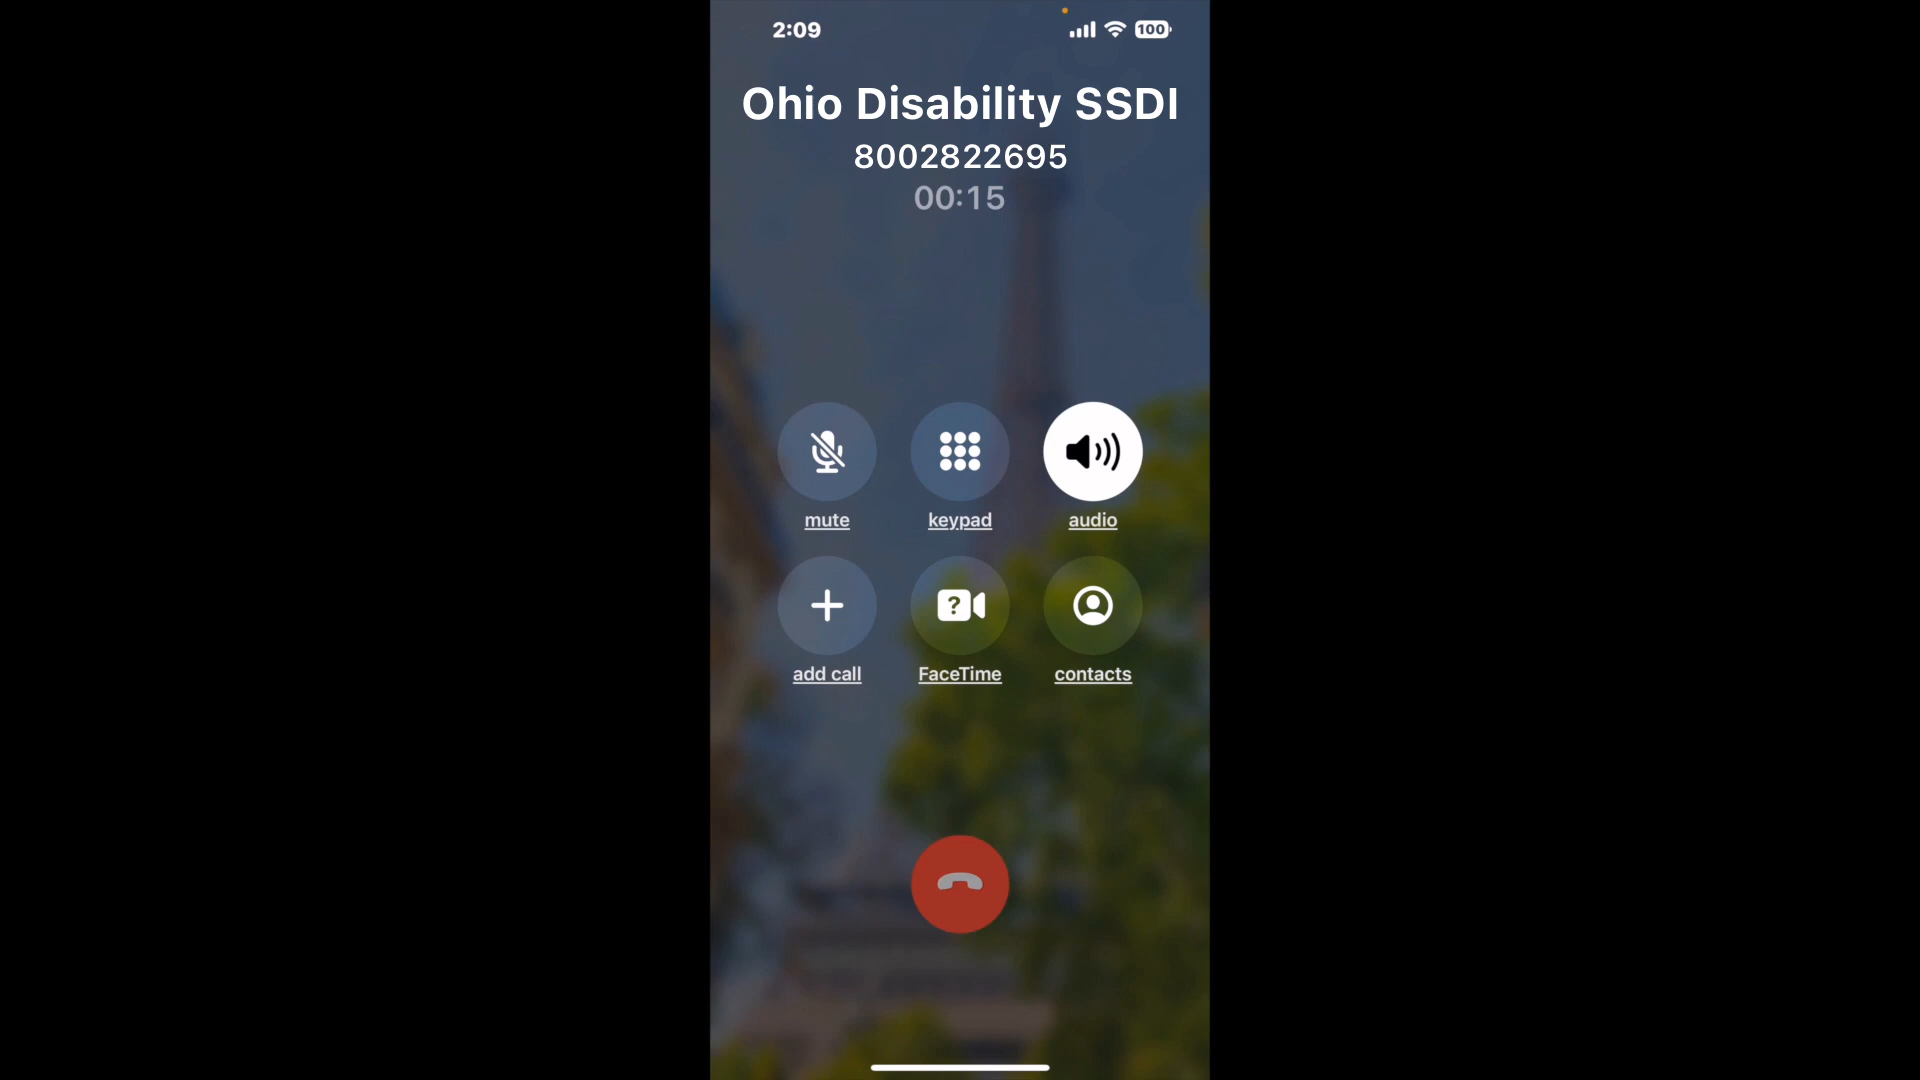 2:09
100
Ohio Disability SSDI
8002822695
00:15
mute
keypad
audio
add call
?
FaceTime
contacts